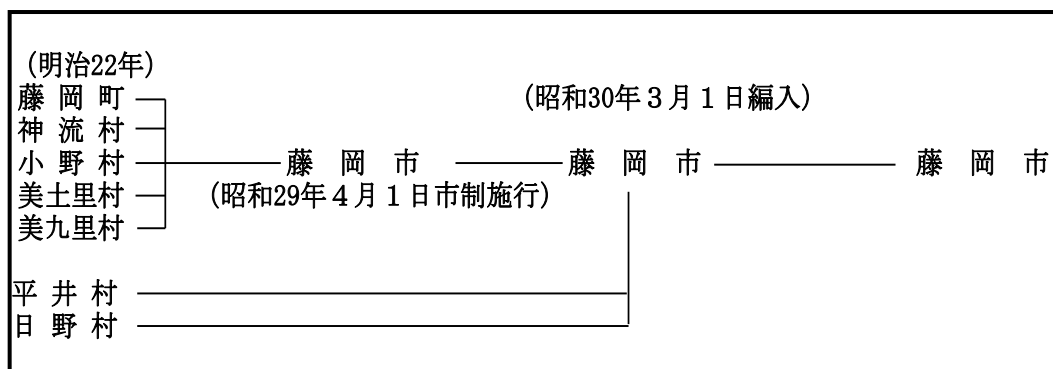 (明治22年)
藤 岡 町
(昭和30年３月１日編入)
神 流 村
小 野 村 藤 岡 市 藤 岡 市 藤 岡 市
美土里村 (昭和29年４月１日市制施行)
美九里村
平 井 村
日 野 村